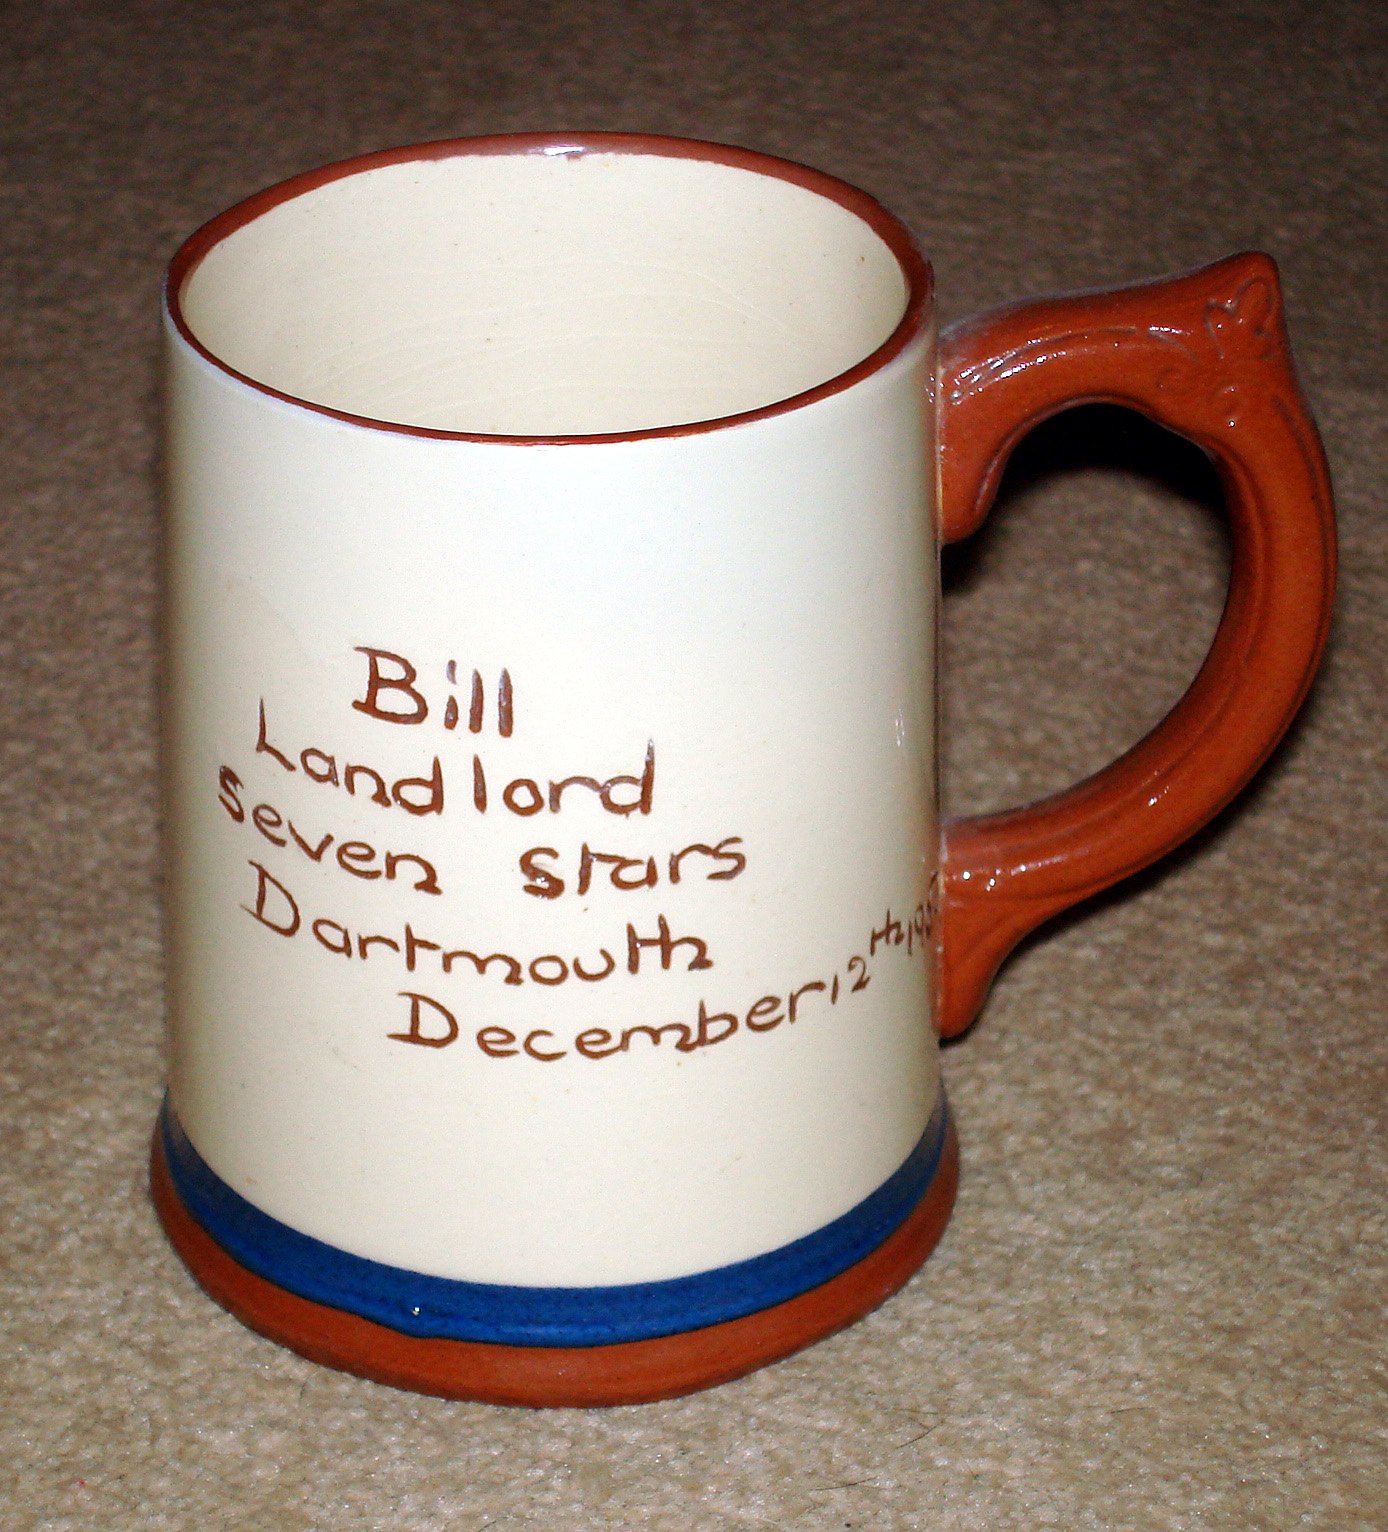 Bill
Landlord
Seven Stars
Dartmouth
December 12th